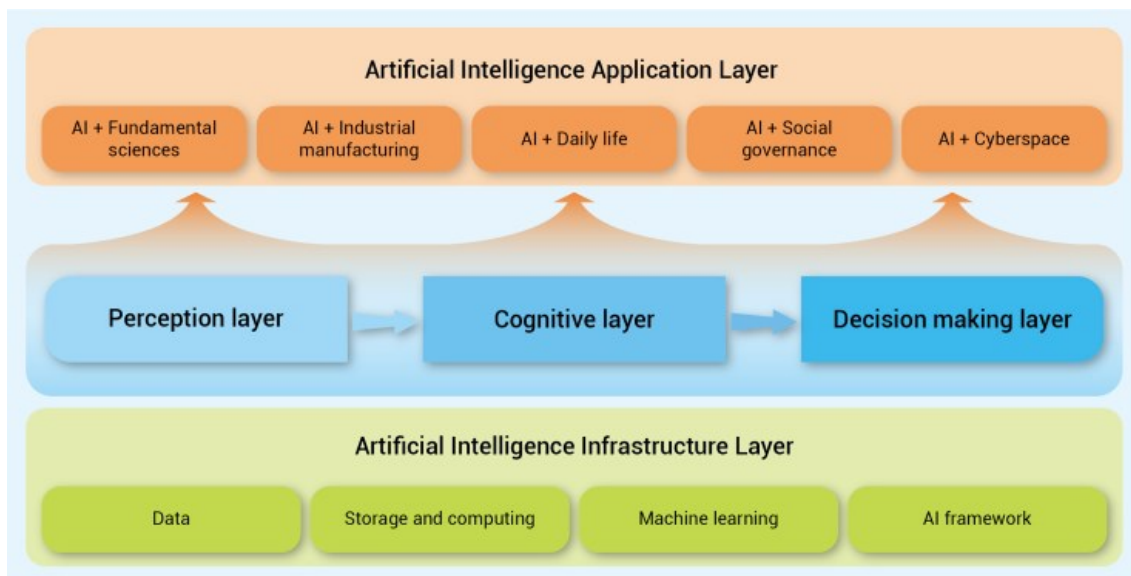 Artificial Intelligence Application Layer
AI + Fundamental
sciences
AI + Industrial
manufacturing
AI + Daily life
AI + Social
governance
AI + Cyberspace
Perception layer
Cognitive layer
Decision making layer
Artificial Intelligence Infrastructure Layer
Data
Storage and computing
Machine learning
AI framework